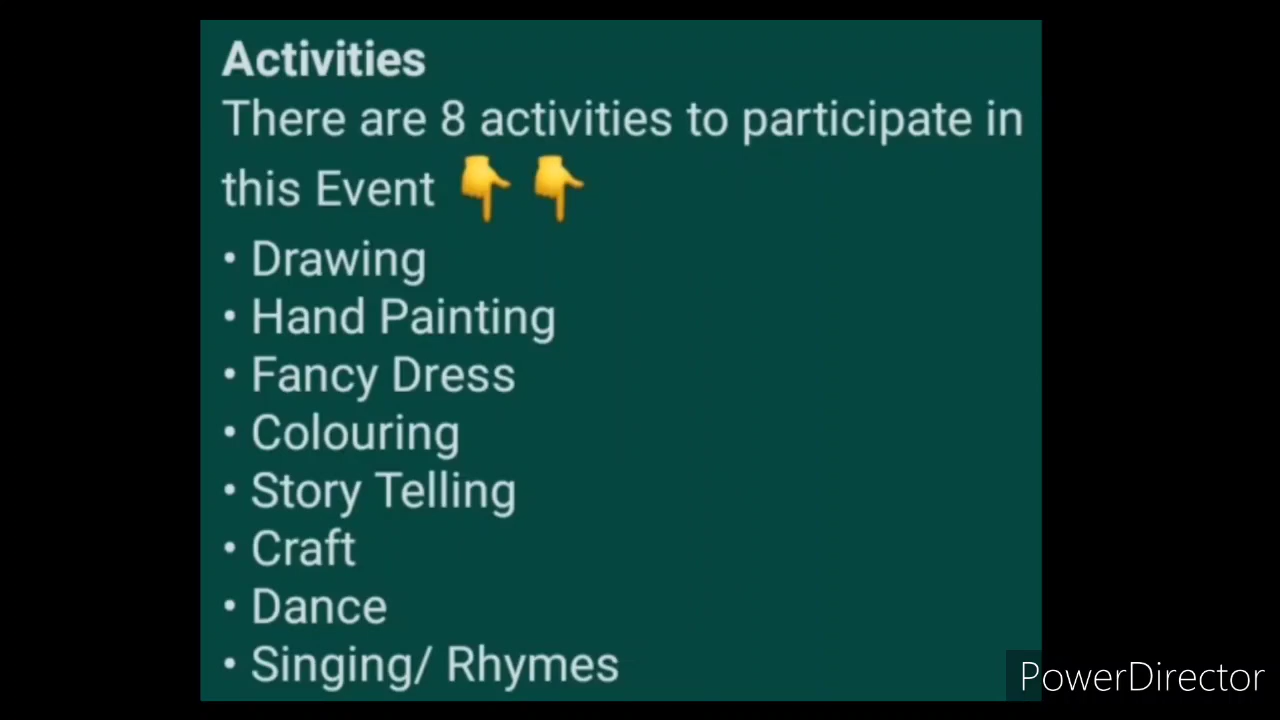 Activities
There are 8 activities to participate in
this Event 👇👇
• Drawing
• Hand Painting
• Fancy Dress
• Colouring
• Story Telling
• Craft
• Dance
• Singing/ Rhymes
PowerDirector